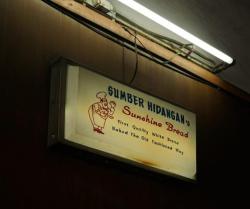 SUMBER HIDANGAN's
Sunshine Bread
First Quality White Bread
Baked The Old Fashioned Way